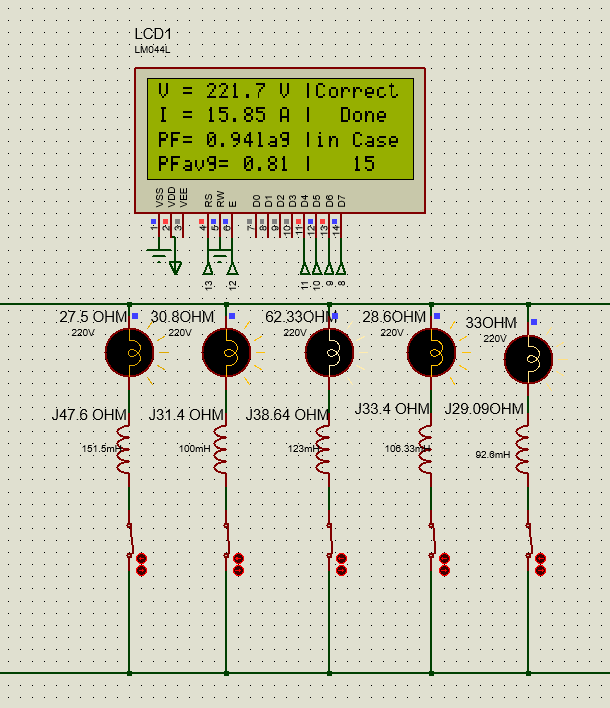 LCD1
LM044L
V = 221.7 V |Correct
I = 15.85 A | Done
PF= 0.94lag |in Case
PFavg= 0.81 | 15
VSS VDD VEE RS RW E D0 D1 D2 D3 D4 D5 D6 D7
1 2 3 4 5 6 7 8 9 10 11 12 13 14
13 12 11 10 9 8
27.5 OHM 30.8OHM 62.33OHM 28.6OHM 33OHM
220V 220V 220V 220V 220V
J47.6 OHM J31.4 OHM J38.64 OHM J33.4 OHM J29.09OHM
151.5mH 100mH 123mH 106.33mH 92.6mH